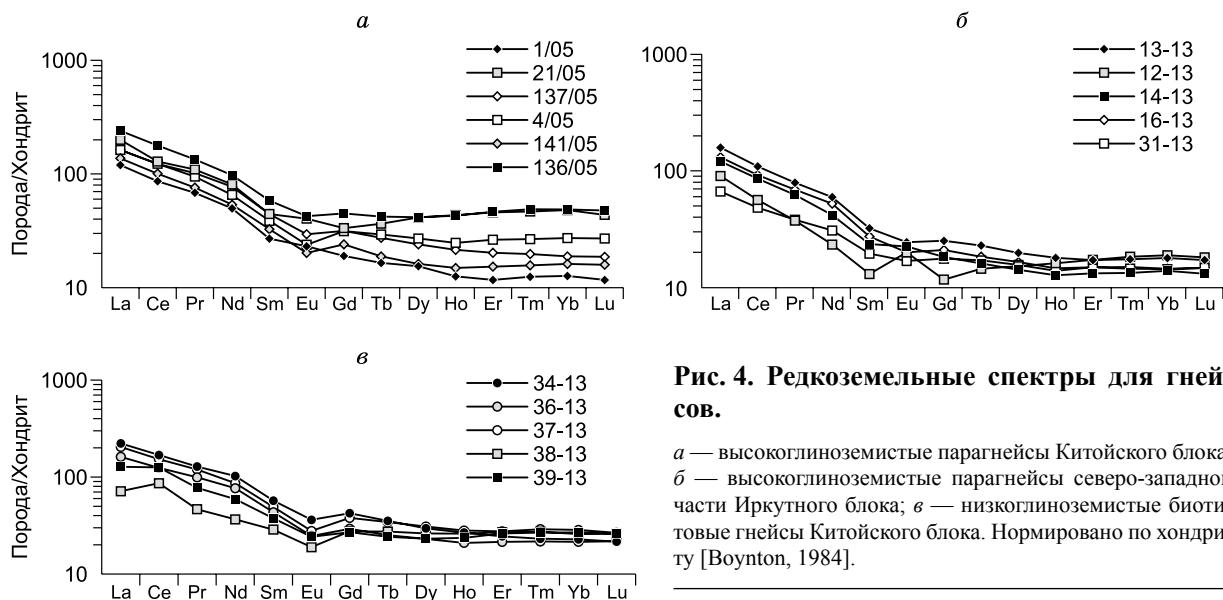 а
Порода/Хондрит
1000
100
10
La Ce Pr Nd Sm Eu Gd Tb Dy Ho Er Tm Yb Lu
1/05
21/05
137/05
4/05
141/05
136/05
б
1000
100
10
La Ce Pr Nd Sm Eu Gd Tb Dy Ho Er Tm Yb Lu
13-13
12-13
14-13
16-13
31-13
в
Порода/Хондрит
1000
100
10
La Ce Pr Nd Sm Eu Gd Tb Dy Ho Er Tm Yb Lu
34-13
36-13
37-13
38-13
39-13
Рис. 4. Редкоземельные спектры для гней-
сов.
а — высокоглиноземистые парагнейсы Китойского блока
б — высокоглиноземистые парагнейсы северо-западной
части Иркутного блока; в — низкоглиноземистые биоти-
товые гнейсы Китойского блока. Нормировано по хондри-
ту [Boynton, 1984].